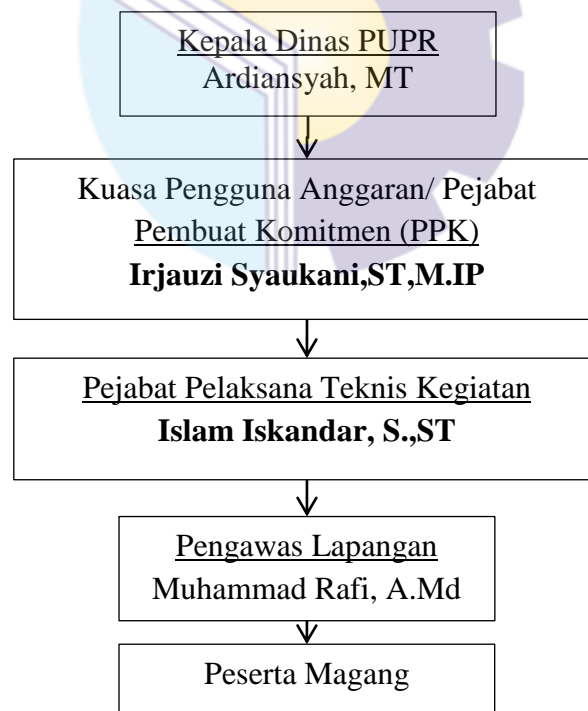 Kepala Dinas PUPR
Ardiansyah, MT
Kuasa Pengguna Anggaran/ Pejabat
Pembuat Komitmen (PPK)
Irjauzi Syaukani,ST,M.IP
Pejabat Pelaksana Teknis Kegiatan
Islam Iskandar, S.,ST
Pengawas Lapangan
Muhammad Rafi, A.Md
Peserta Magang